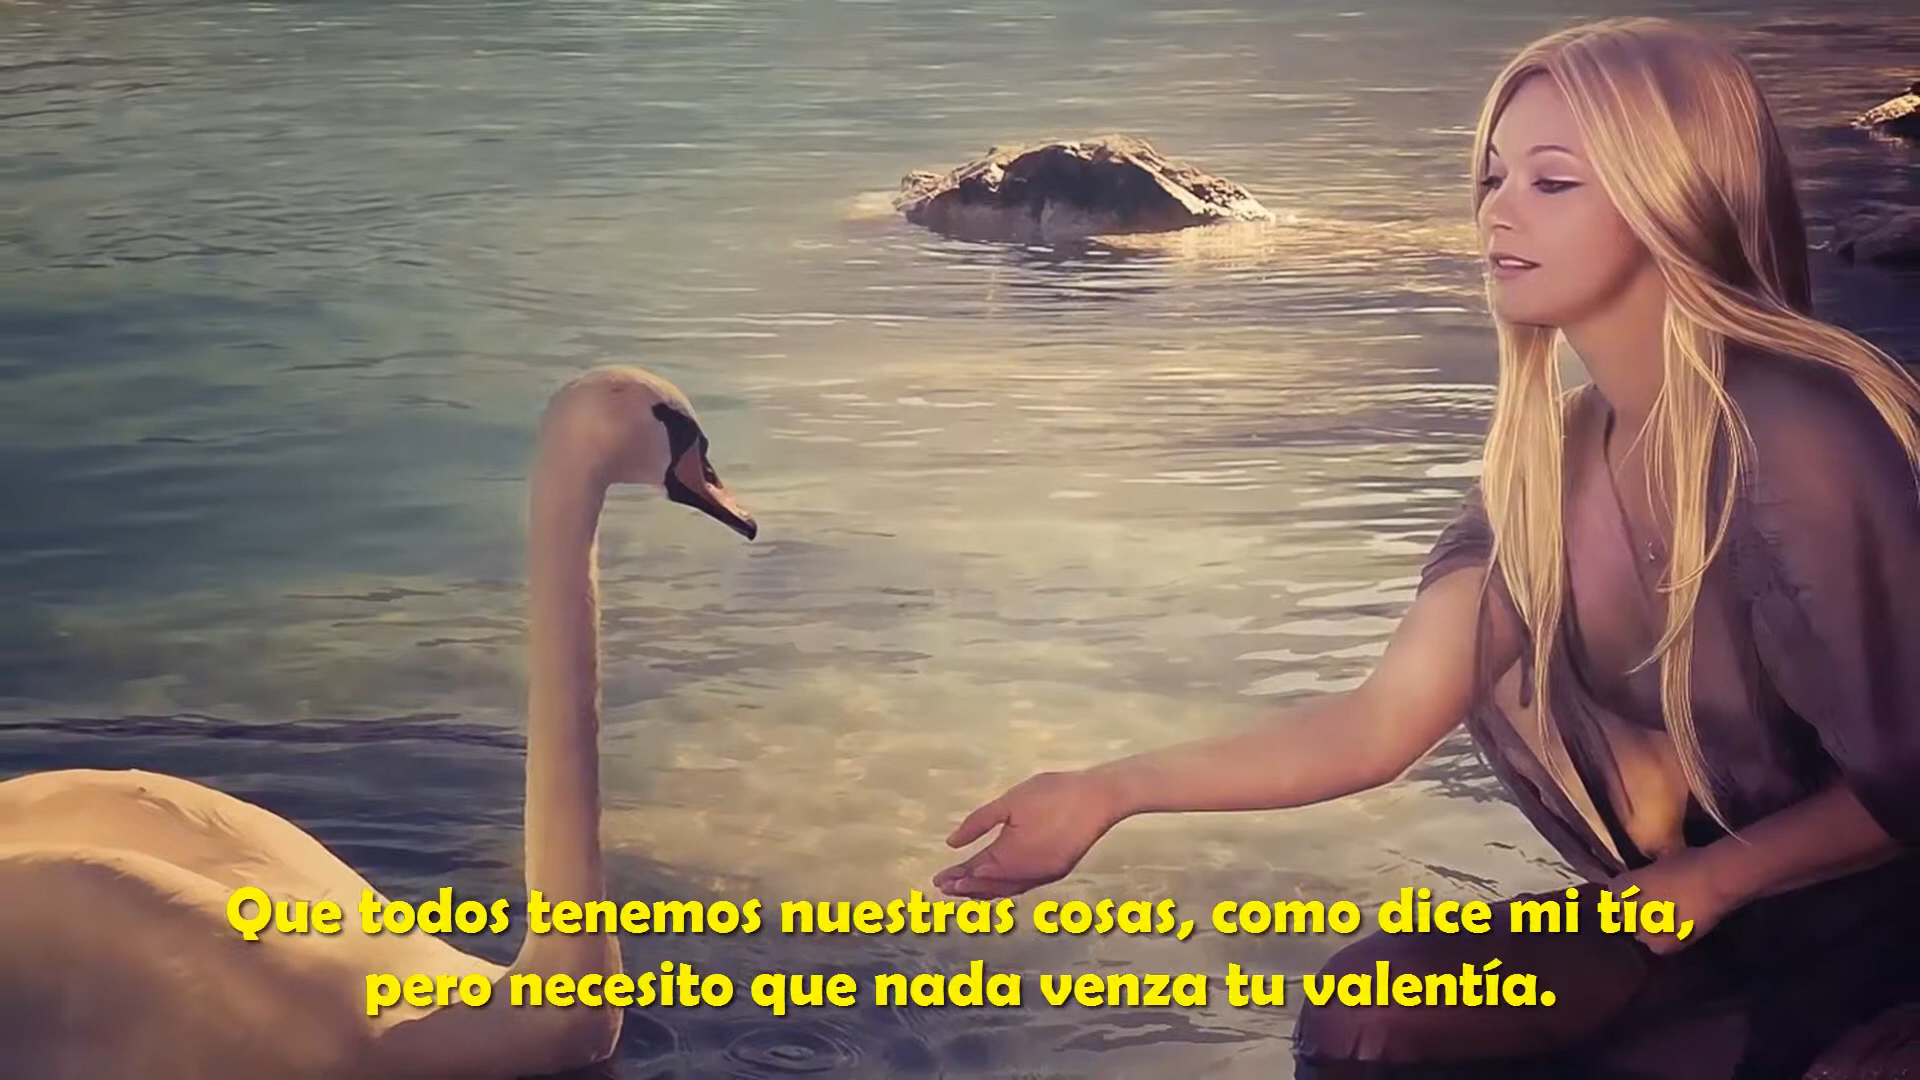 Que todos tenemos nuestras cosas, como dice mi tía,
pero necesito que nada venza tu valentía.